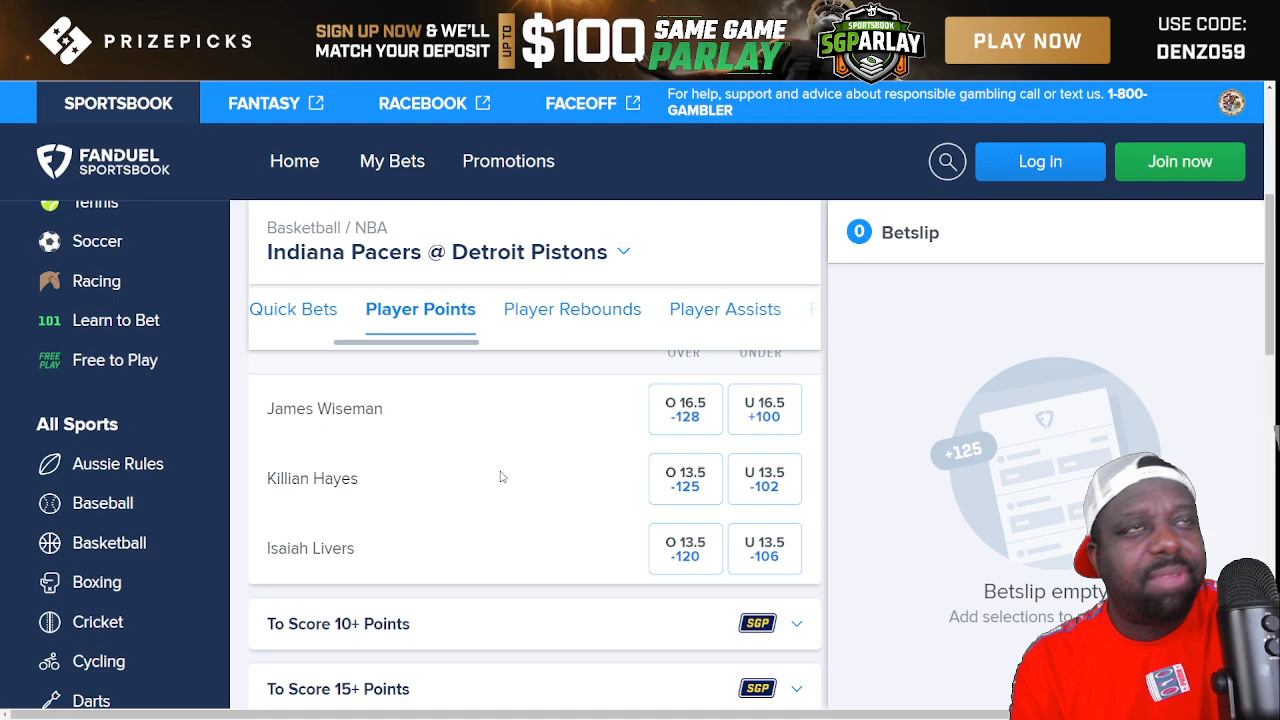 PRIZEPICKS
SIGN UP NOW & WE'LL
MATCH YOUR DEPOSIT
UP TO
$100
SAME GAME
PARLAY
SPORTSBOOK
SGPARLAY
PLAY NOW
USE CODE:
DENZO59
SPORTSBOOK
FANTASY
RACEBOOK
FACEOFF
For help, support and advice about responsible gambling call or text us. 1-800-
GAMBLER
FANDUEL
SPORTSBOOK
Home
My Bets
Promotions
Log in
Join now
Tennis
Soccer
Racing
101 Learn to Bet
FREE PLAY Free to Play
All Sports
Aussie Rules
Baseball
Basketball
Boxing
Cricket
Cycling
Darts
Basketball / NBA
Indiana Pacers @ Detroit Pistons
Quick Bets
Player Points
Player Rebounds
Player Assists
OVER
UNDER
James Wiseman
O 16.5
-128
U 16.5
+100
Killian Hayes
O 13.5
-125
U 13.5
-102
Isaiah Livers
O 13.5
-120
U 13.5
-106
To Score 10+ Points
SGP
To Score 15+ Points
SGP
0 Betslip
+125
Betslip empty
Add selections to